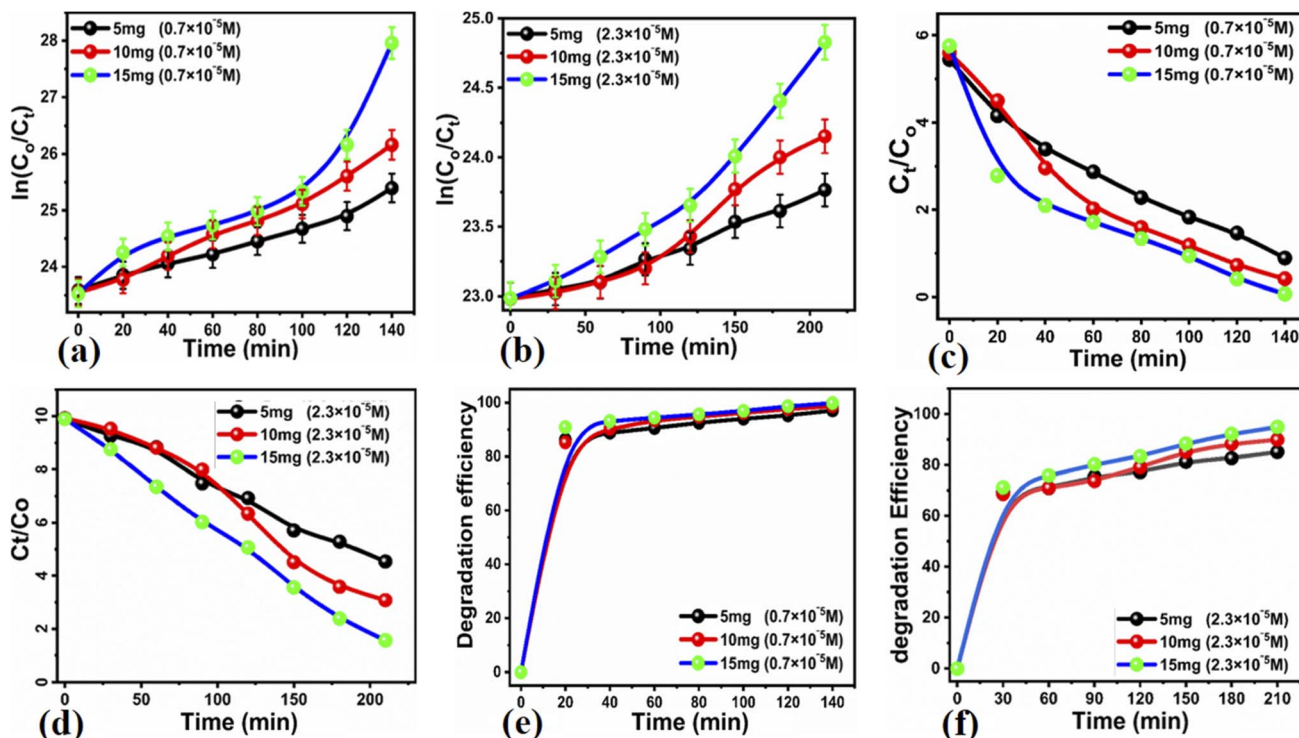 28
27
26
25
24
ln(Cₒ/Cₜ)
5mg (0.7×10⁻⁵M)
10mg (0.7×10⁻⁵M)
15mg (0.7×10⁻⁵M)
0 20 40 60 80 100 120 140
Time (min)
(a)
25.0
24.5
24.0
23.5
23.0
ln(Cₒ/Cₜ)
5mg (2.3×10⁻⁵M)
10mg (2.3×10⁻⁵M)
15mg (2.3×10⁻⁵M)
0 50 100 150 200
Time (min)
(b)
6
4
2
0
Cₜ/Cₒ
5mg (0.7×10⁻⁵M)
10mg (0.7×10⁻⁵M)
15mg (0.7×10⁻⁵M)
0 20 40 60 80 100 120 140
Time (min)
(c)
10
8
6
4
2
0
Ct/Co
5mg (2.3×10⁻⁵M)
10mg (2.3×10⁻⁵M)
15mg (2.3×10⁻⁵M)
0 50 100 150 200
Time (min)
(d)
100
80
60
40
20
0
Degradation efficiency
5mg (0.7×10⁻⁵M)
10mg (0.7×10⁻⁵M)
15mg (0.7×10⁻⁵M)
0 20 40 60 80 100 120 140
Time (min)
(e)
100
80
60
40
20
0
degradation Efficiency
5mg (2.3×10⁻⁵M)
10mg (2.3×10⁻⁵M)
15mg (2.3×10⁻⁵M)
0 30 60 90 120 150 180 210
Time (min)
(f)